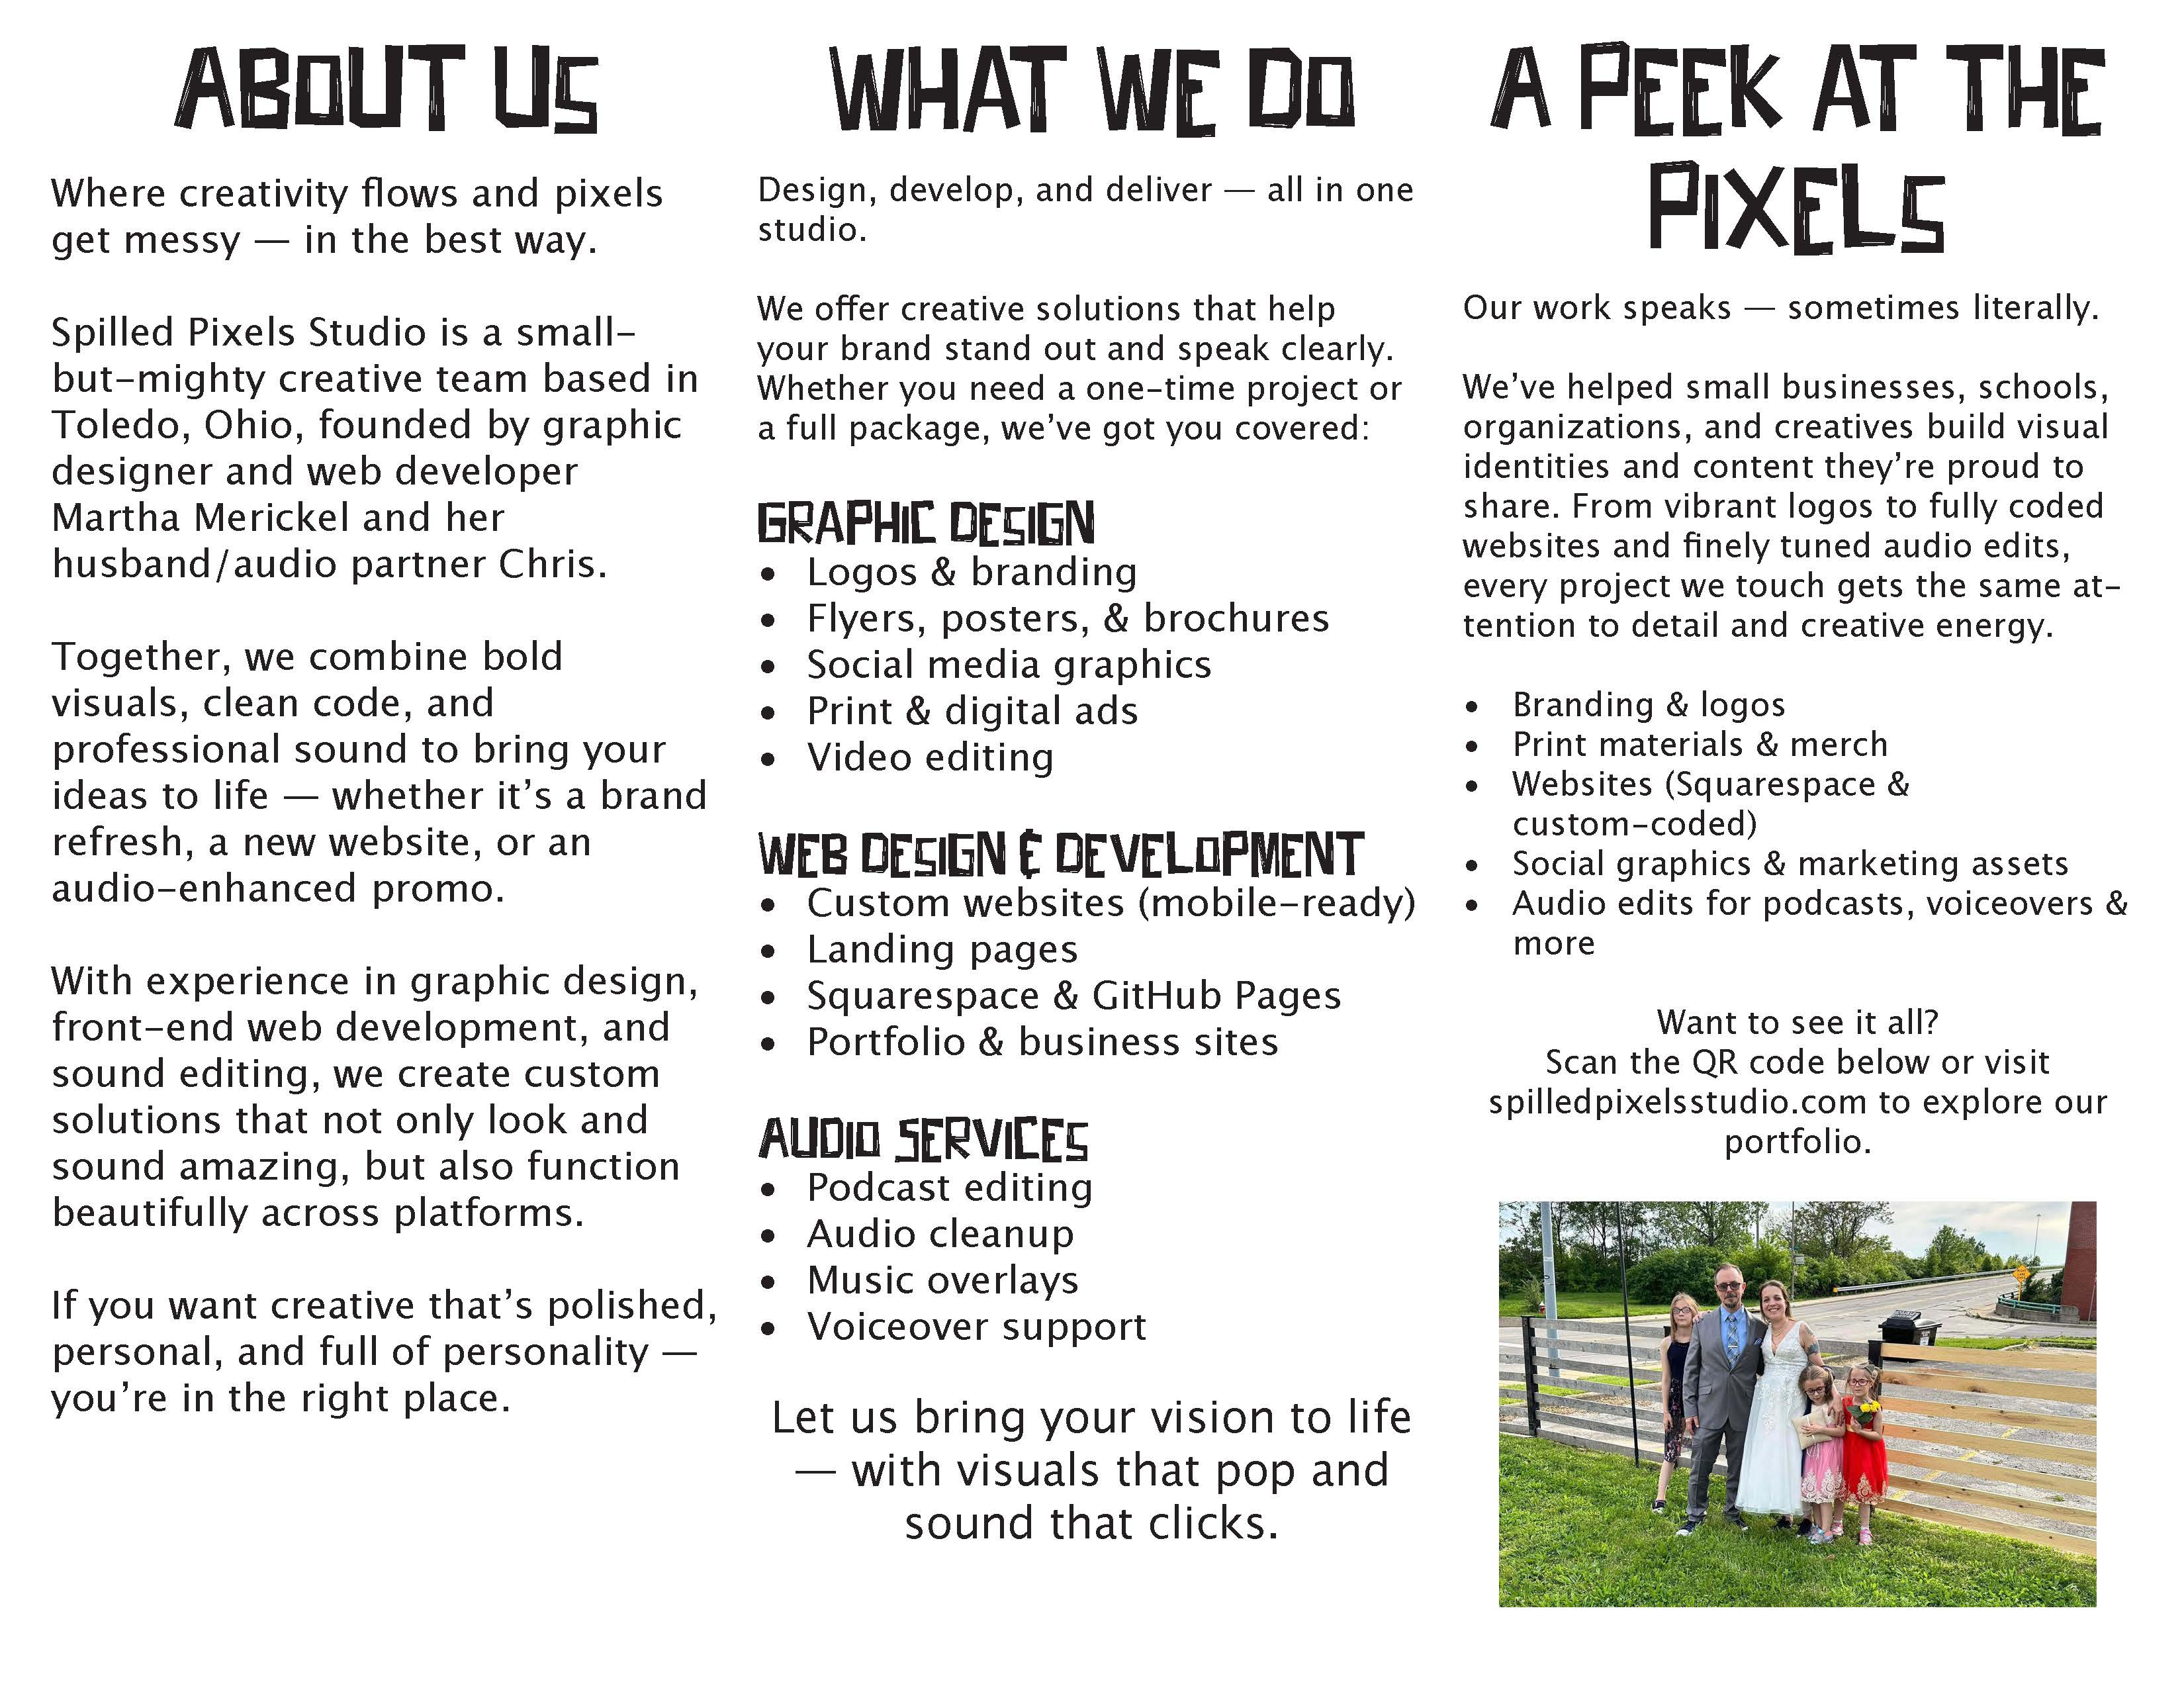 ABOUT US
Where creativity flows and pixels
get messy — in the best way.
Spilled Pixels Studio is a small-
but-mighty creative team based in
Toledo, Ohio, founded by graphic
designer and web developer
Martha Merickel and her
husband/audio partner Chris.
Together, we combine bold
visuals, clean code, and
professional sound to bring your
ideas to life — whether it’s a brand
refresh, a new website, or an
audio-enhanced promo.
With experience in graphic design,
front-end web development, and
sound editing, we create custom
solutions that not only look and
sound amazing, but also function
beautifully across platforms.
If you want creative that’s polished,
personal, and full of personality —
you’re in the right place.
WHAT WE DO
Design, develop, and deliver — all in one
studio.
We offer creative solutions that help
your brand stand out and speak clearly.
Whether you need a one-time project or
a full package, we’ve got you covered:
GRAPHIC DESIGN
• Logos & branding
• Flyers, posters, & brochures
• Social media graphics
• Print & digital ads
• Video editing
WEB DESIGN & DEVELOPMENT
• Custom websites (mobile-ready)
• Landing pages
• Squarespace & GitHub Pages
• Portfolio & business sites
AUDIO SERVICES
• Podcast editing
• Audio cleanup
• Music overlays
• Voiceover support
Let us bring your vision to life
— with visuals that pop and
sound that clicks.
A PEEK AT THE
PIXELS
Our work speaks — sometimes literally.
We’ve helped small businesses, schools,
organizations, and creatives build visual
identities and content they’re proud to
share. From vibrant logos to fully coded
websites and finely tuned audio edits,
every project we touch gets the same at-
tention to detail and creative energy.
• Branding & logos
• Print materials & merch
• Websites (Squarespace &
custom-coded)
• Social graphics & marketing assets
• Audio edits for podcasts, voiceovers &
more
Want to see it all?
Scan the QR code below or visit
spilledpixelsstudio.com to explore our
portfolio.